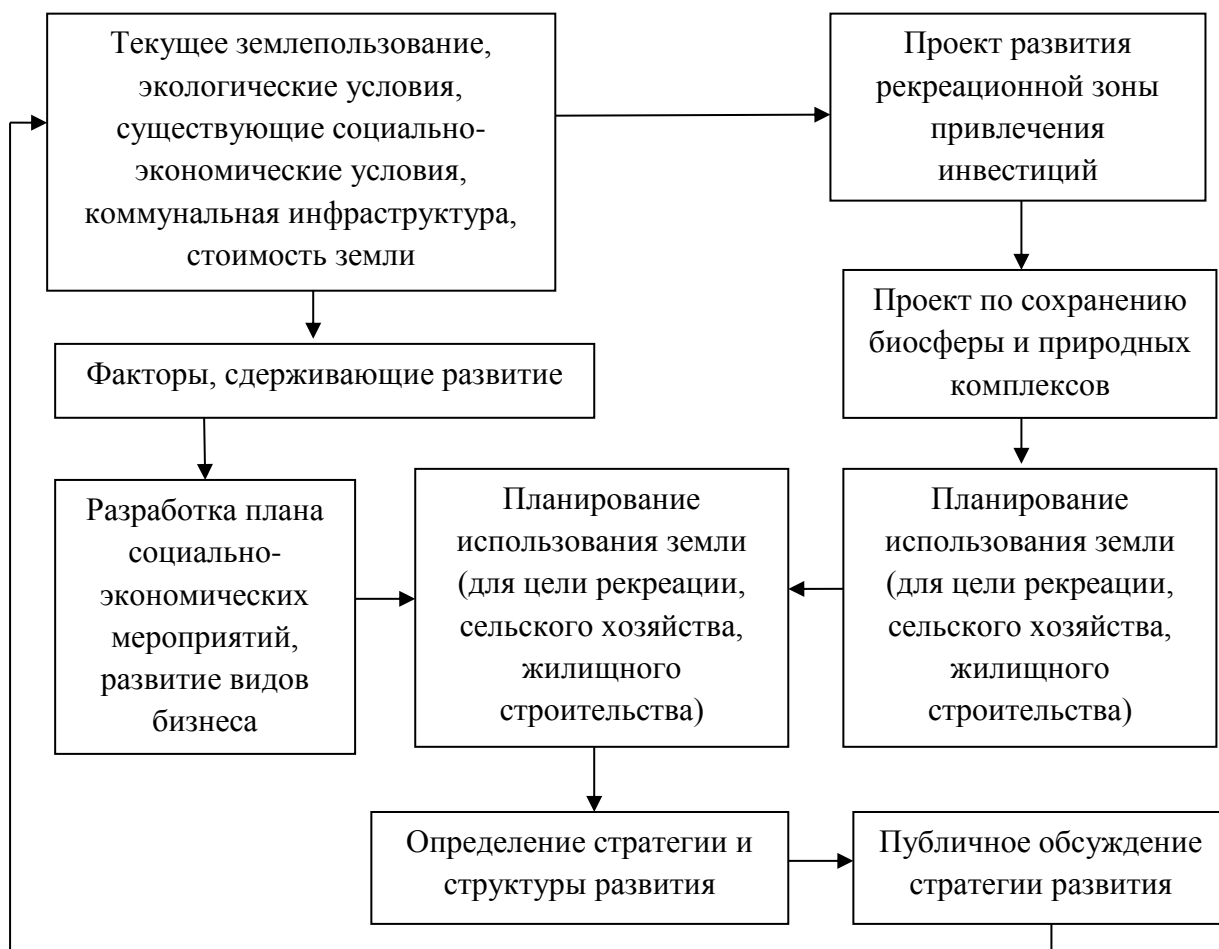 Текущее землепользование,
экологические условия,
существующие социально-
экономические условия,
коммунальная инфраструктура,
стоимость земли
Проект развития
рекреационной зоны
привлечения
инвестиций
Проект по сохранению
биосферы и природных
комплексов
Факторы, сдерживающие развитие
Разработка плана
социально-
экономических
мероприятий,
развитие видов
бизнеса
Планирование
использования земли
(для цели рекреации,
сельского хозяйства,
жилищного
строительства)
Планирование
использования земли
(для цели рекреации,
сельского хозяйства,
жилищного
строительства)
Определение стратегии и
структуры развития
Публичное обсуждение
стратегии развития